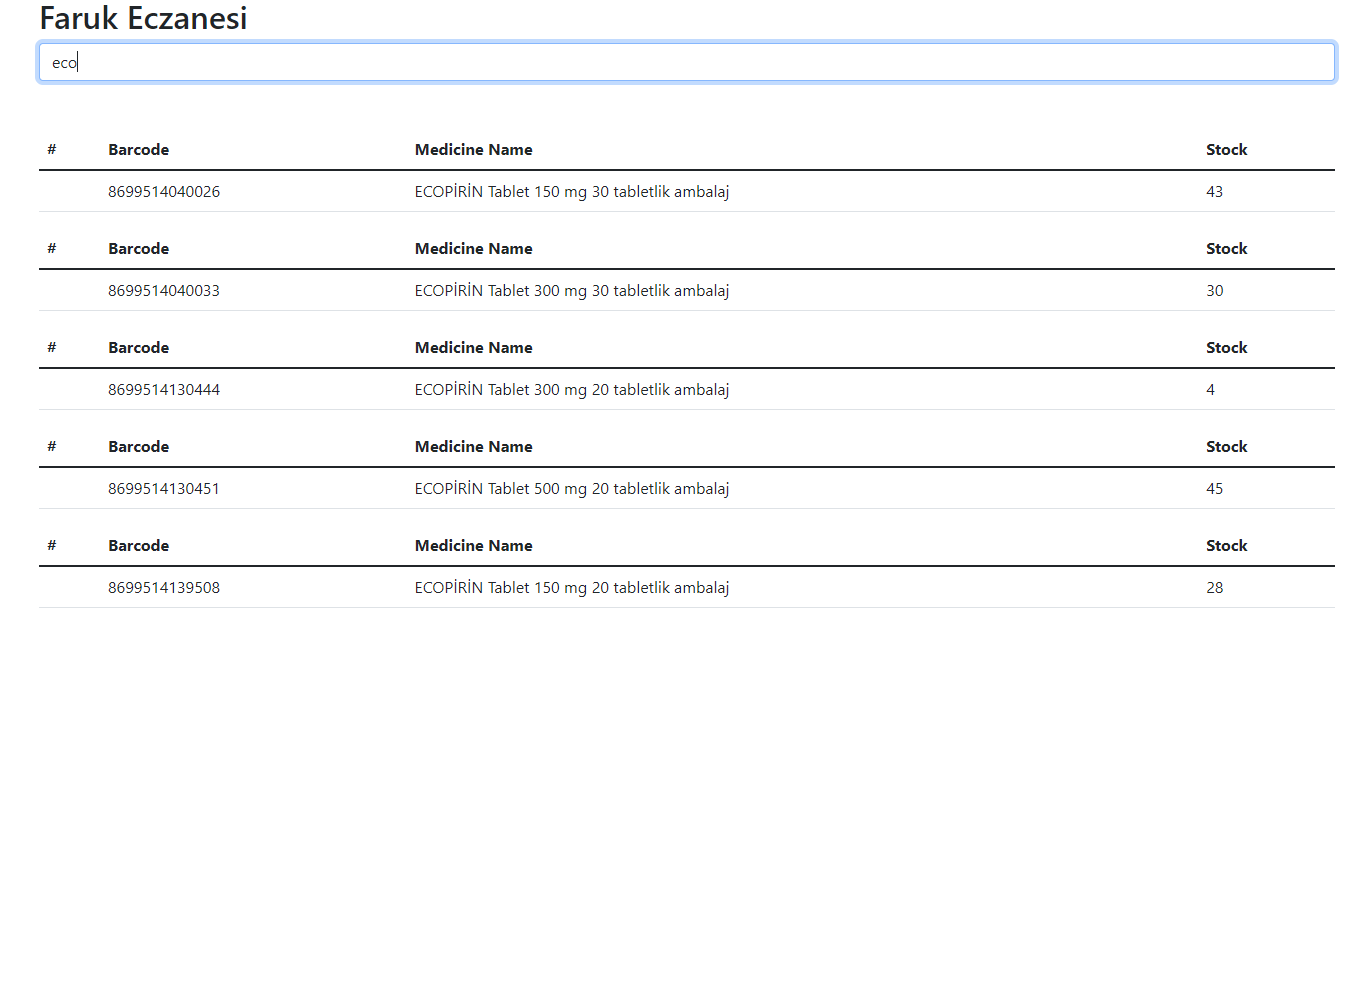 Faruk Eczanesi
eco
# Barcode Medicine Name Stock
8699514040026 ECOPİRİN Tablet 150 mg 30 tabletlik ambalaj 43
# Barcode Medicine Name Stock
8699514040033 ECOPİRİN Tablet 300 mg 30 tabletlik ambalaj 30
# Barcode Medicine Name Stock
8699514130444 ECOPİRİN Tablet 300 mg 20 tabletlik ambalaj 4
# Barcode Medicine Name Stock
8699514130451 ECOPİRİN Tablet 500 mg 20 tabletlik ambalaj 45
# Barcode Medicine Name Stock
8699514139508 ECOPİRİN Tablet 150 mg 20 tabletlik ambalaj 28